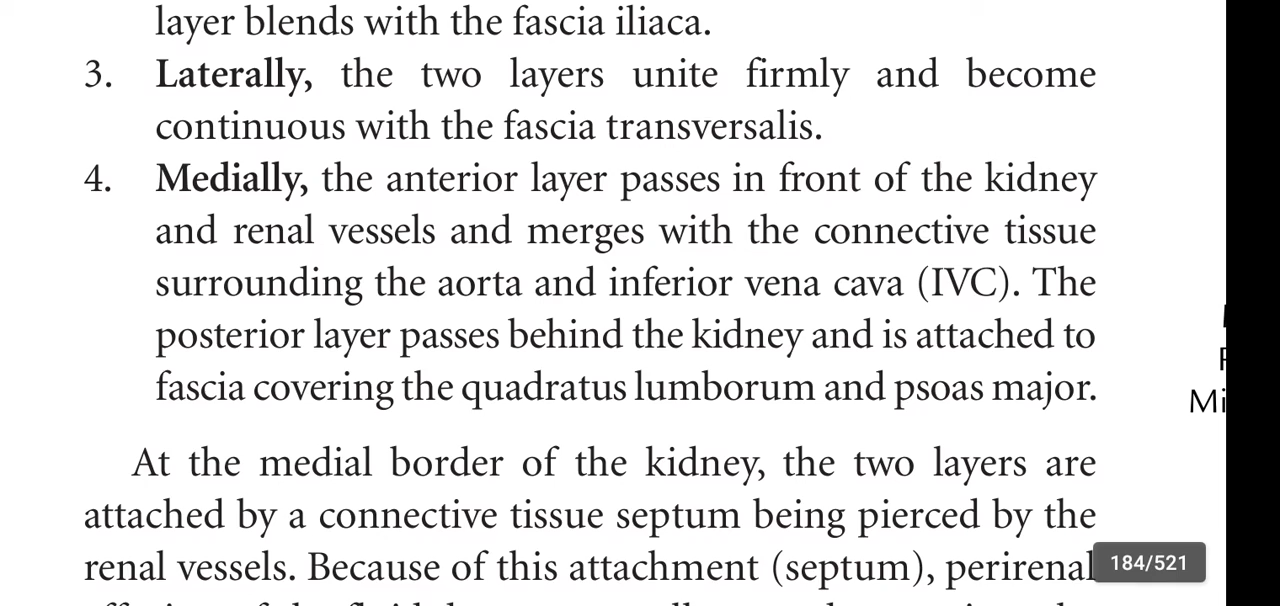 layer blends with the fascia iliaca.
3. Laterally, the two layers unite firmly and become
continuous with the fascia transversalis.
4. Medially, the anterior layer passes in front of the kidney
and renal vessels and merges with the connective tissue
surrounding the aorta and inferior vena cava (IVC). The
posterior layer passes behind the kidney and is attached to
fascia covering the quadratus lumborum and psoas major.
Mi
At the medial border of the kidney, the two layers are
attached by a connective tissue septum being pierced by the
renal vessels. Because of this attachment (septum), perirenal
184/521